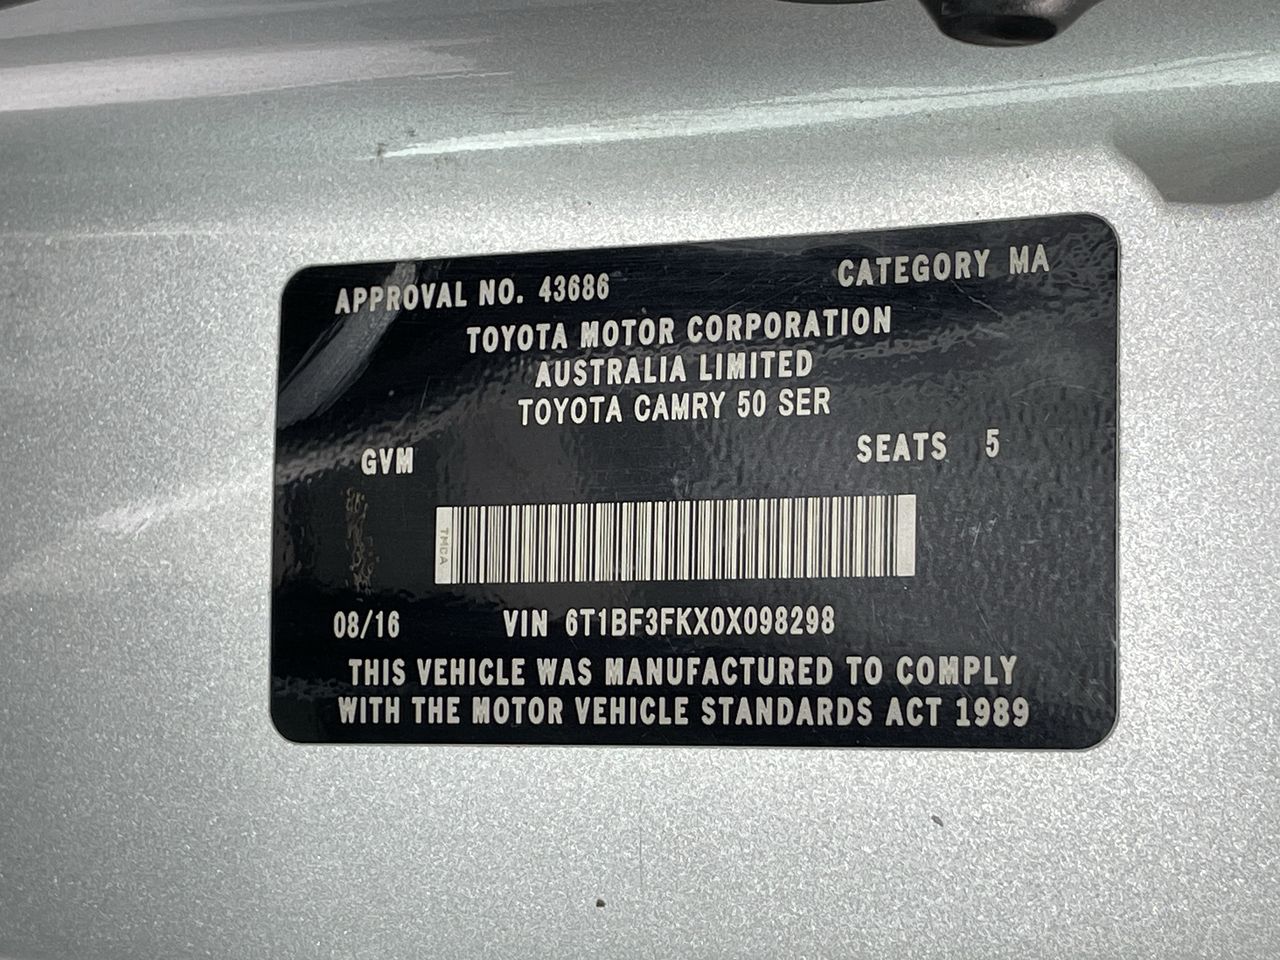 APPROVAL NO. 43686 CATEGORY MA
TOYOTA MOTOR CORPORATION
AUSTRALIA LIMITED
TOYOTA CAMRY 50 SER
GVM SEATS 5
TMCA
08/16 VIN 6T1BF3FKX0X098298
THIS VEHICLE WAS MANUFACTURED TO COMPLY
WITH THE MOTOR VEHICLE STANDARDS ACT 1989